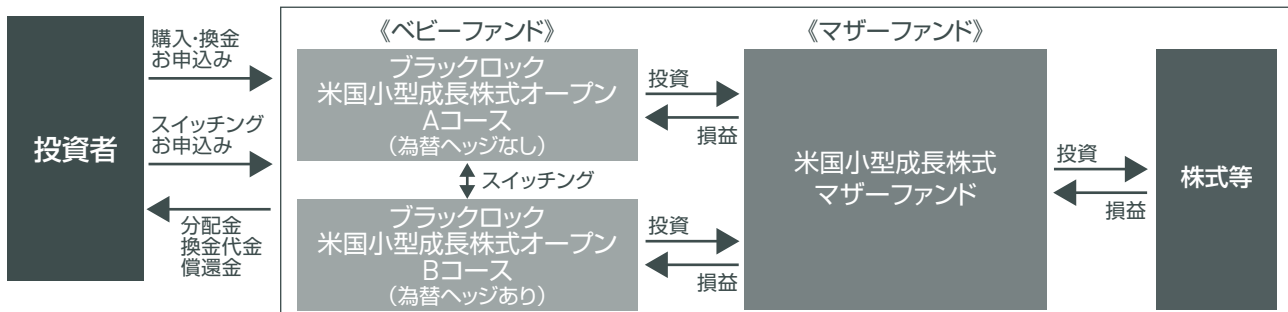 投資者
購入・換金
お申込み
スイッチング
お申込み
分配金
換金代金
償還金
《ベビーファンド》
ブラックロック
米国小型成長株式オープン
Aコース
（為替ヘッジなし）
スイッチング
ブラックロック
米国小型成長株式オープン
Bコース
（為替ヘッジあり）
投資
損益
投資
損益
《マザーファンド》
米国小型成長株式
マザーファンド
投資
損益
株式等